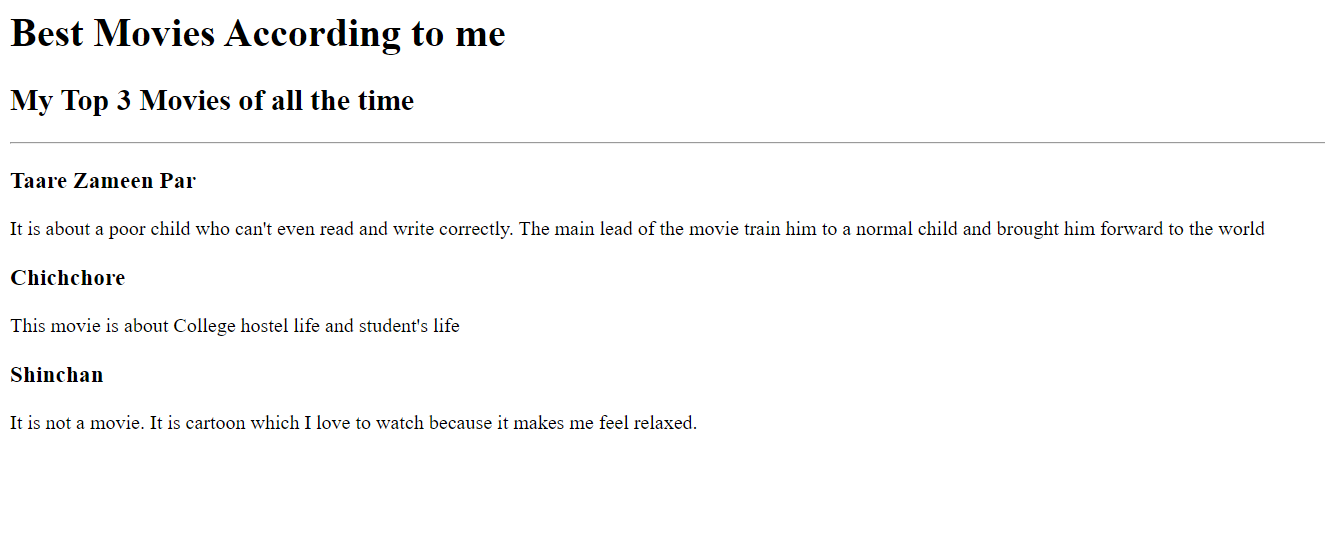 Best Movies According to me
My Top 3 Movies of all the time
Taare Zameen Par
It is about a poor child who can't even read and write correctly. The main lead of the movie train him to a normal child and brought him forward to the world
Chichchore
This movie is about College hostel life and student's life
Shinchan
It is not a movie. It is cartoon which I love to watch because it makes me feel relaxed.